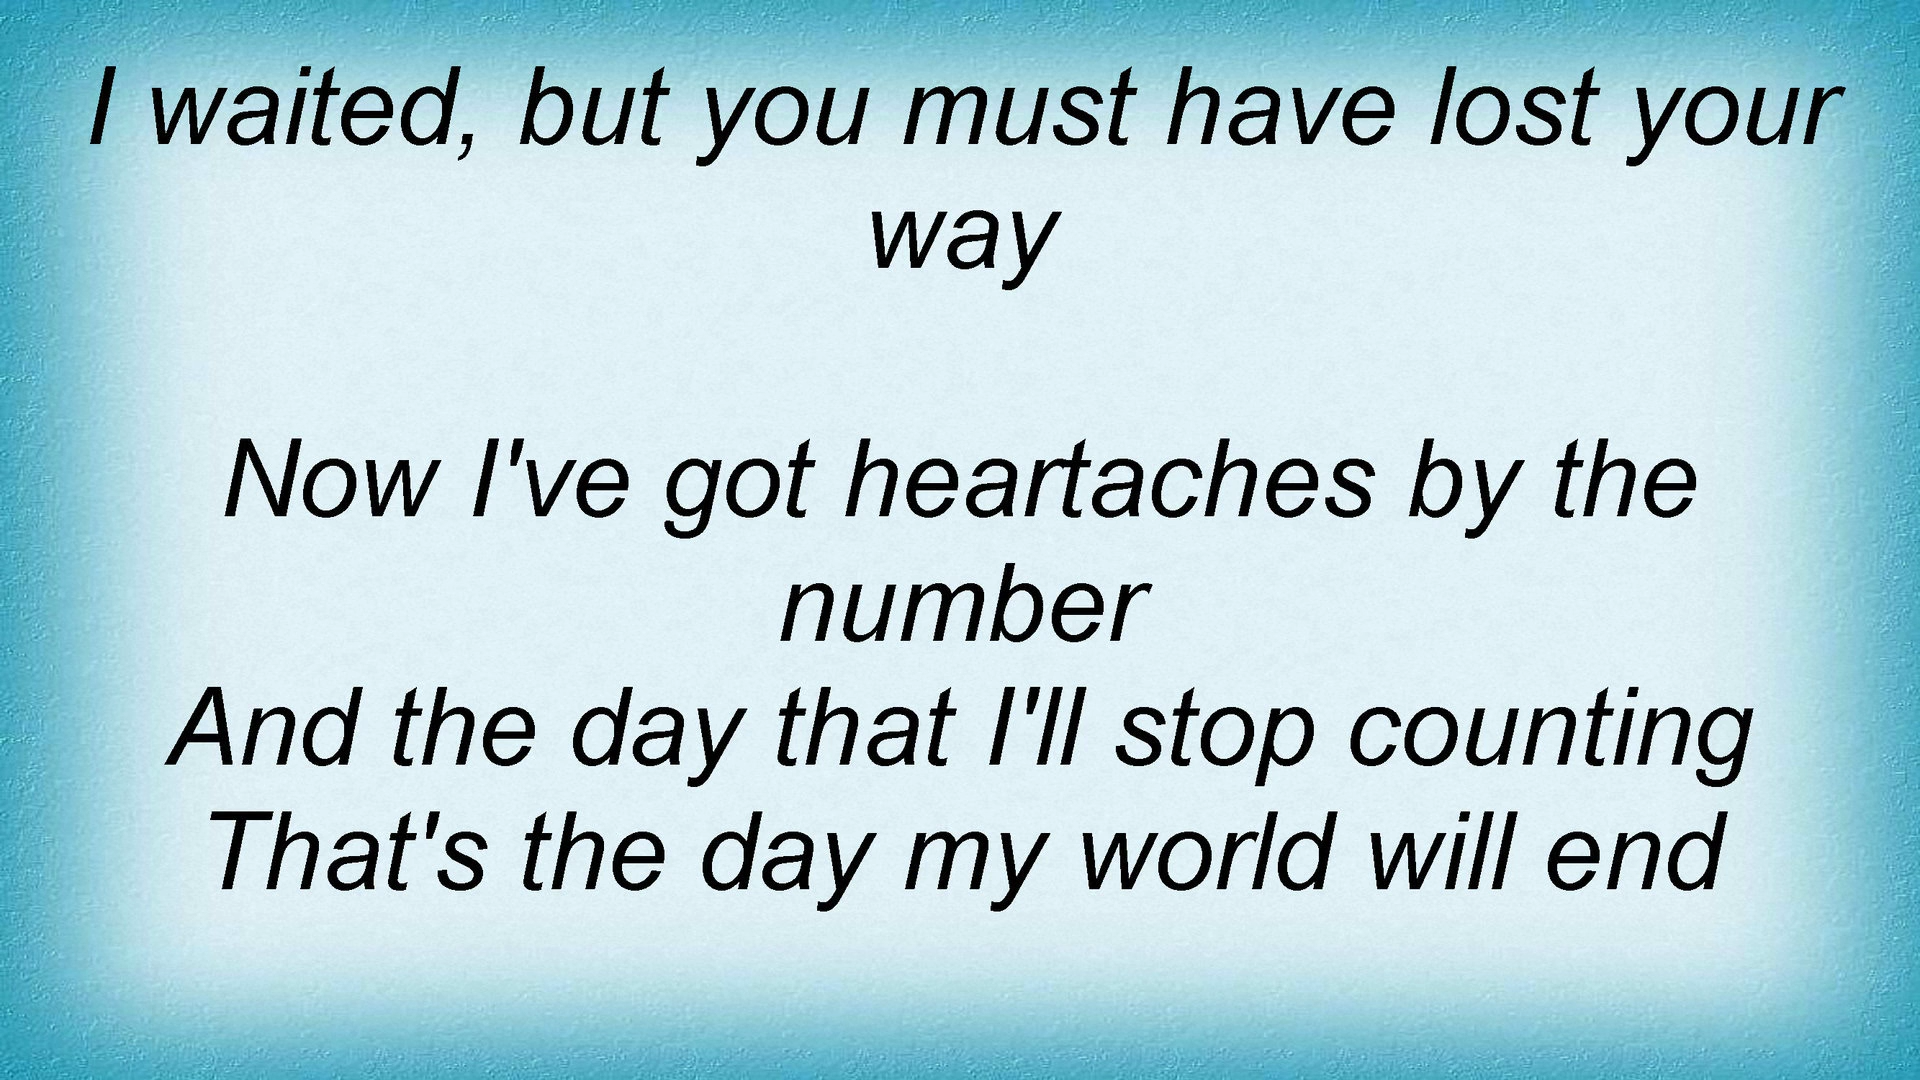 I waited, but you must have lost your
way
Now I've got heartaches by the
number
And the day that I'll stop counting
That's the day my world will end